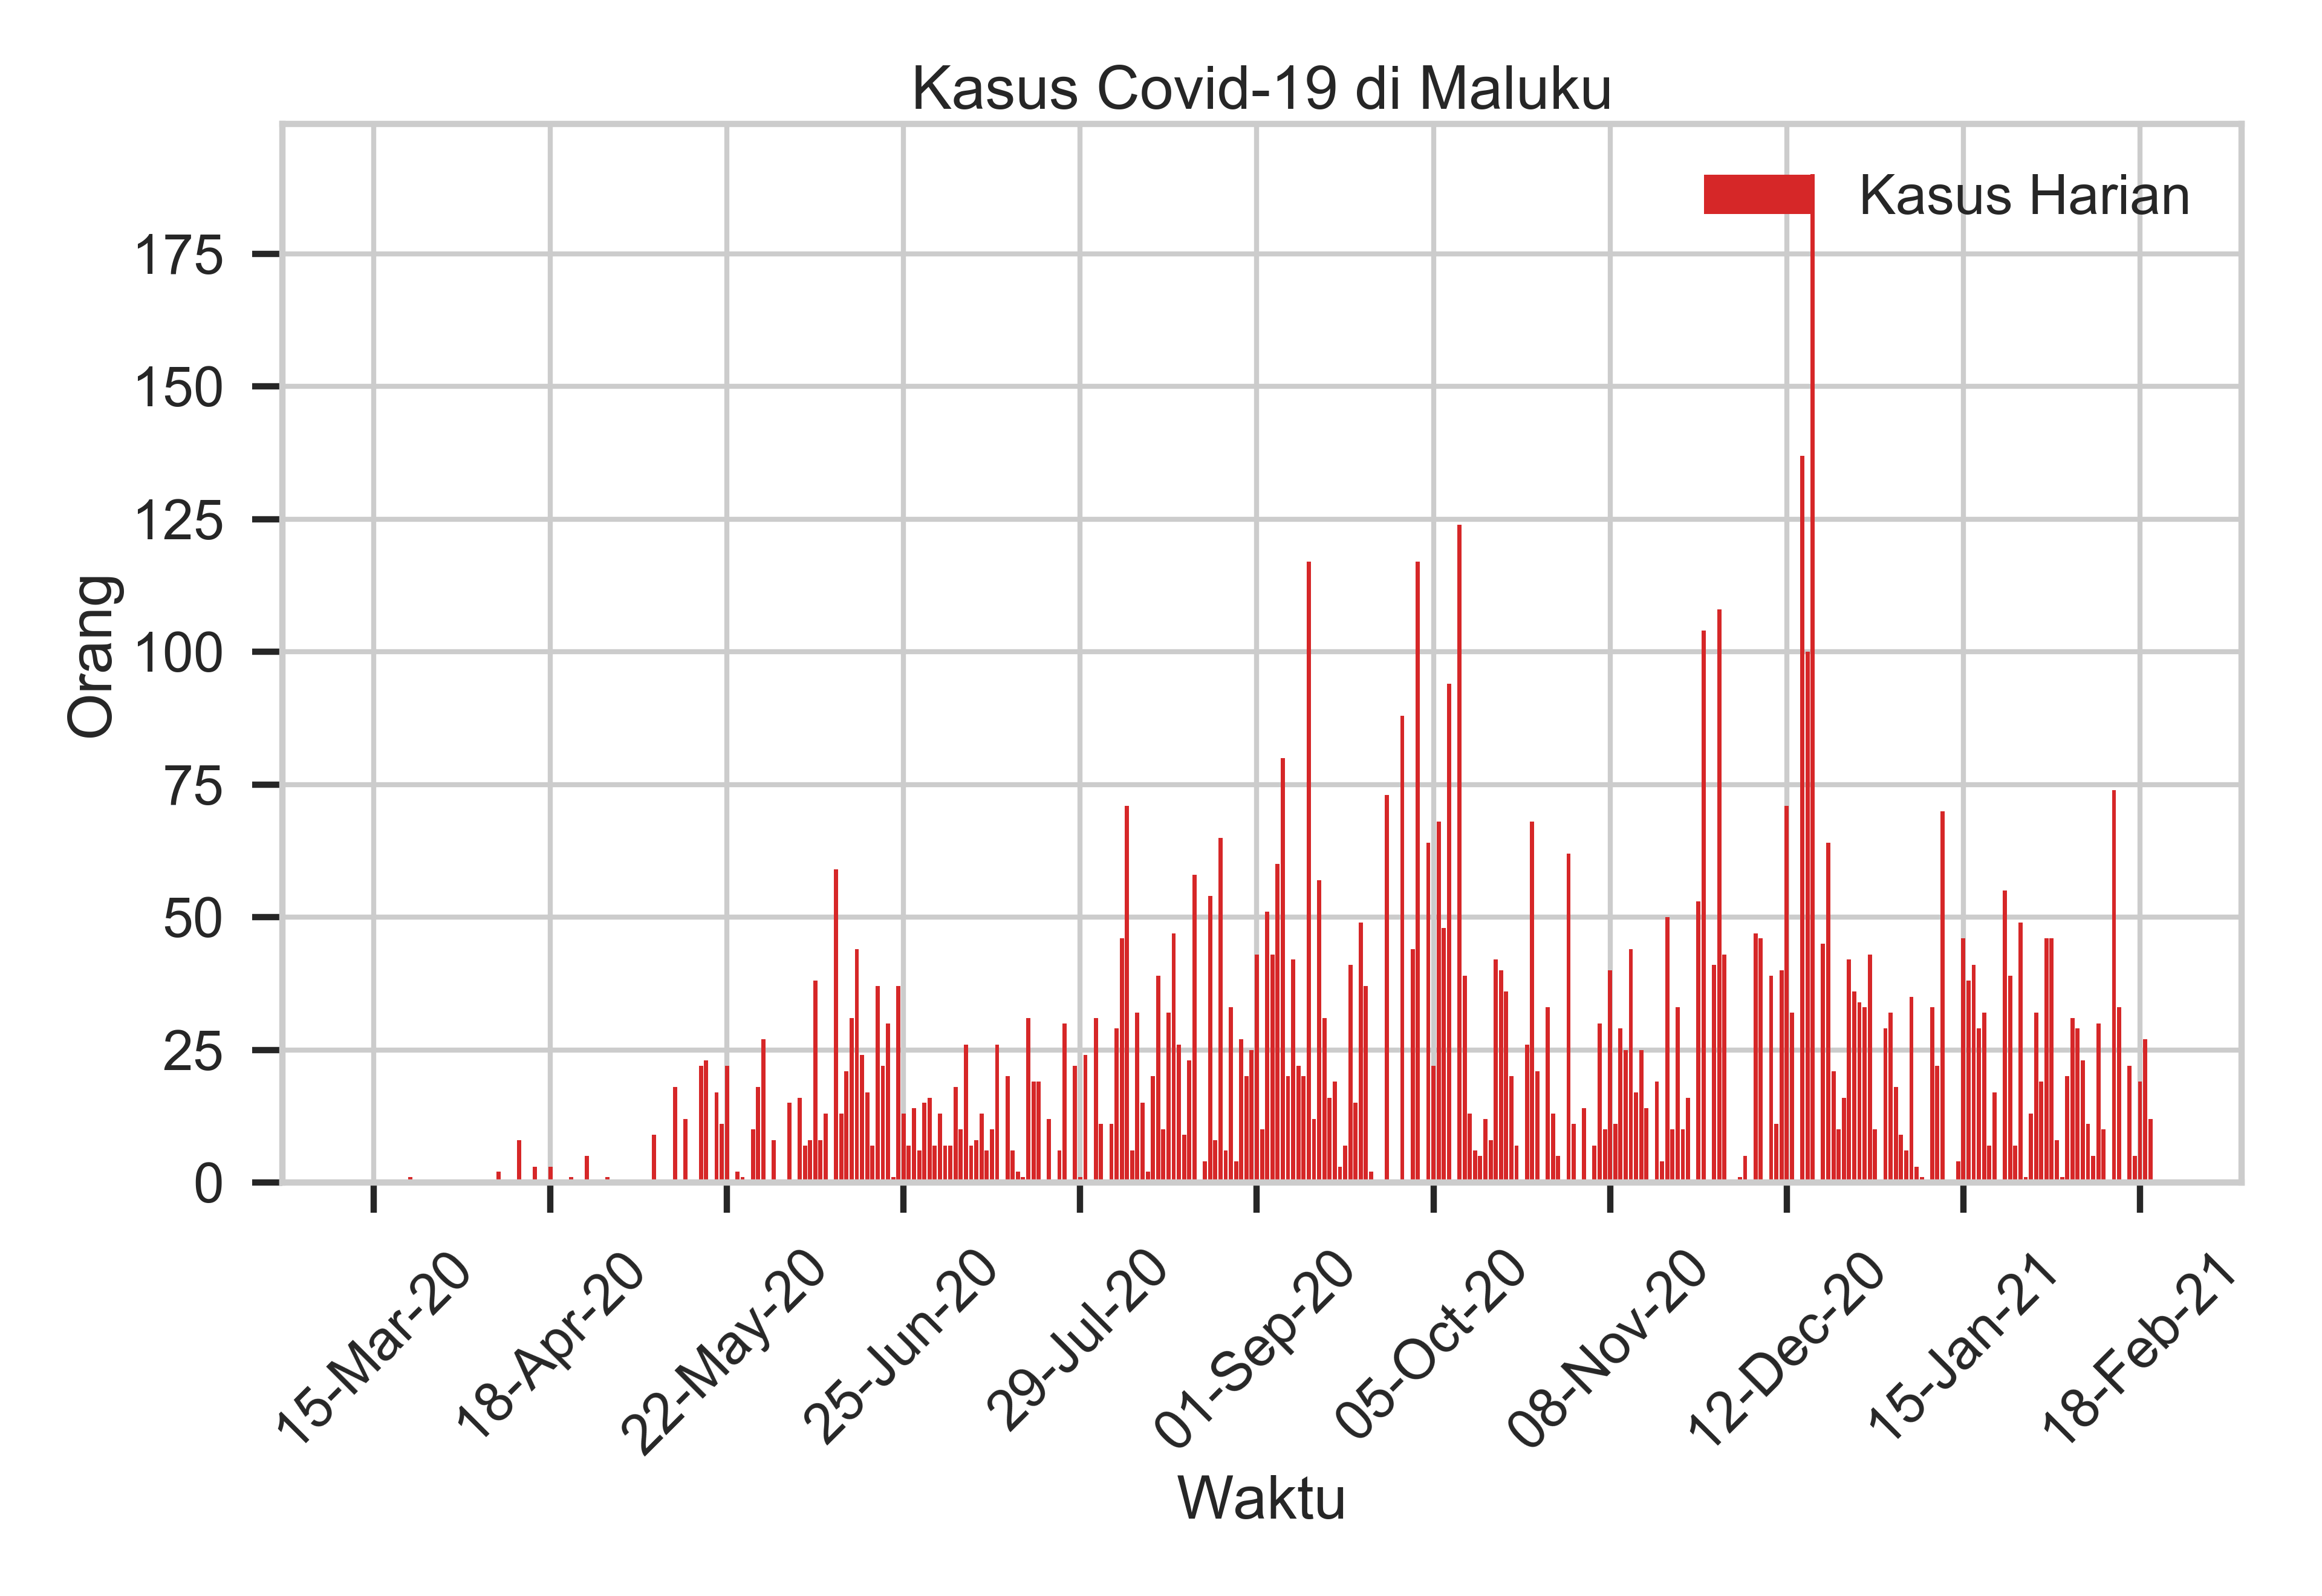 Kasus Covid-19 di Maluku
Kasus Harian
175
150
125
100
75
50
25
0
Orang
15-Mar-20
18-Apr-20
22-May-20
25-Jun-20
29-Jul-20
01-Sep-20
05-Oct-20
08-Nov-20
12-Dec-20
15-Jan-21
18-Feb-21
Waktu